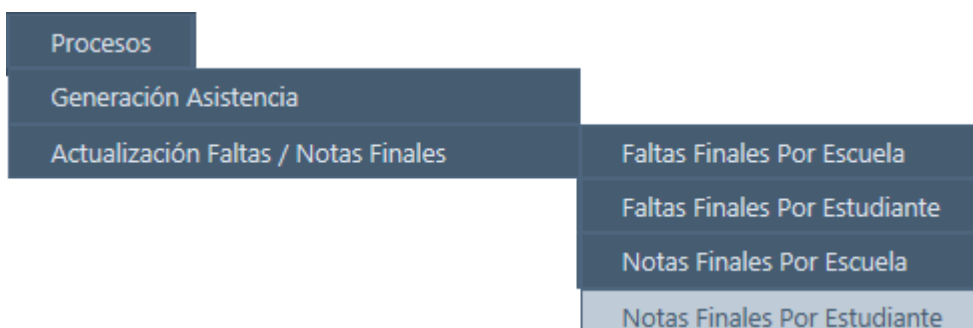 Procesos
Generación Asistencia
Actualización Faltas / Notas Finales
Faltas Finales Por Escuela
Faltas Finales Por Estudiante
Notas Finales Por Escuela
Notas Finales Por Estudiante